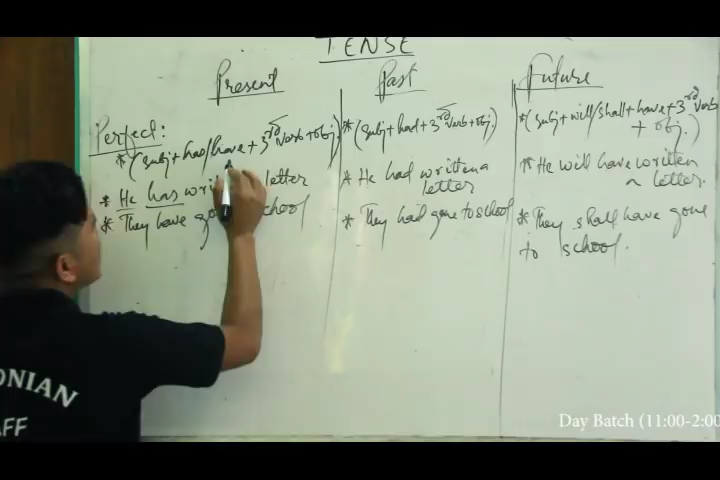 TENSE
Present
Past
Future
Perfect:
*(subj + has/have + 3rd verb + obj.)
* He has letter
* They have school
*(subj + had + 3rd verb + obj.)
* He had written a
letter
* They had gone to school
*(subj + will/shall + have + 3rd verb
+ obj.)
* He will have written
a letter.
* They shall have gone
to school.
ONIAN
AFF
Day Batch (11:00-2:00